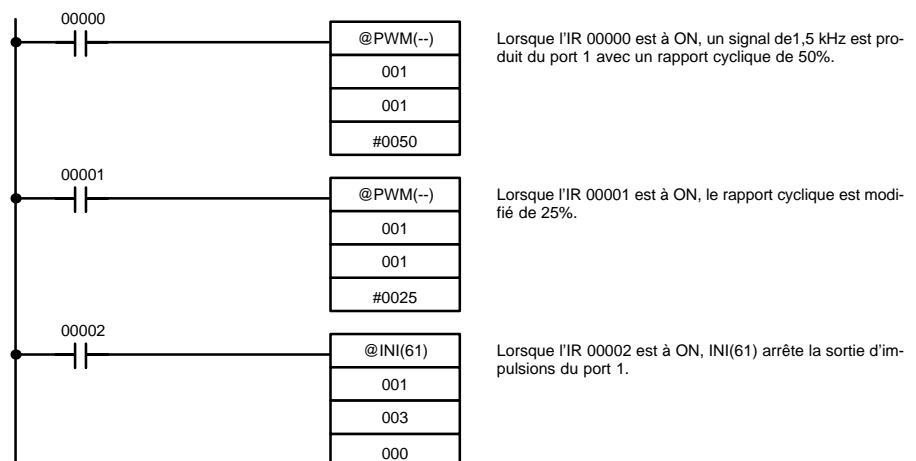 00000
@PWM(--)
001
001
#0050
Lorsque l'IR 00000 est à ON, un signal de1,5 kHz est pro-
duit du port 1 avec un rapport cyclique de 50%.
00001
@PWM(--)
001
001
#0025
Lorsque l'IR 00001 est à ON, le rapport cyclique est modi-
fié de 25%.
00002
@INI(61)
001
003
000
Lorsque l'IR 00002 est à ON, INI(61) arrête la sortie d'im-
pulsions du port 1.